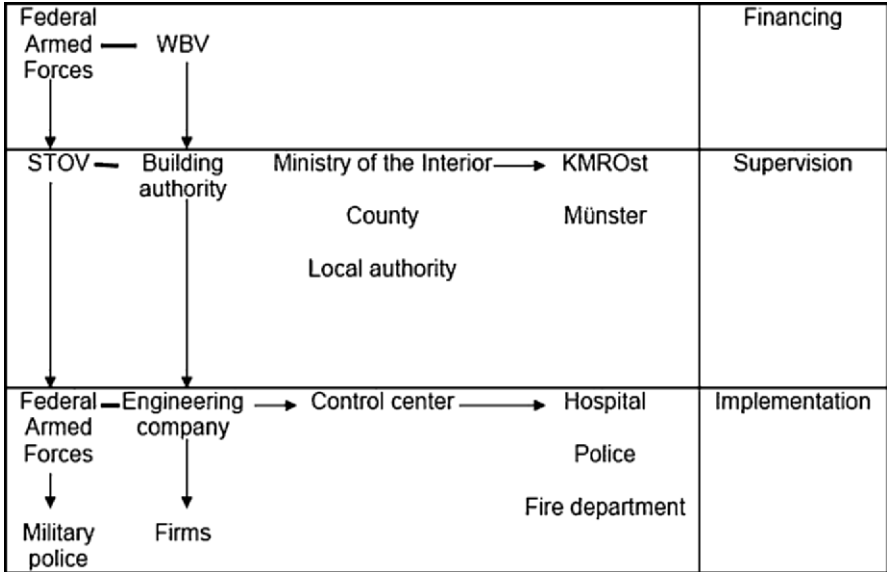 Federal
Armed
Forces
WBV
Financing
STOV
Building
authority
Ministry of the Interior
KMROst
Supervision
County
Münster
Local authority
Federal
Armed
Forces
Engineering
company
Control center
Hospital
Implementation
Police
Fire department
Military
police
Firms